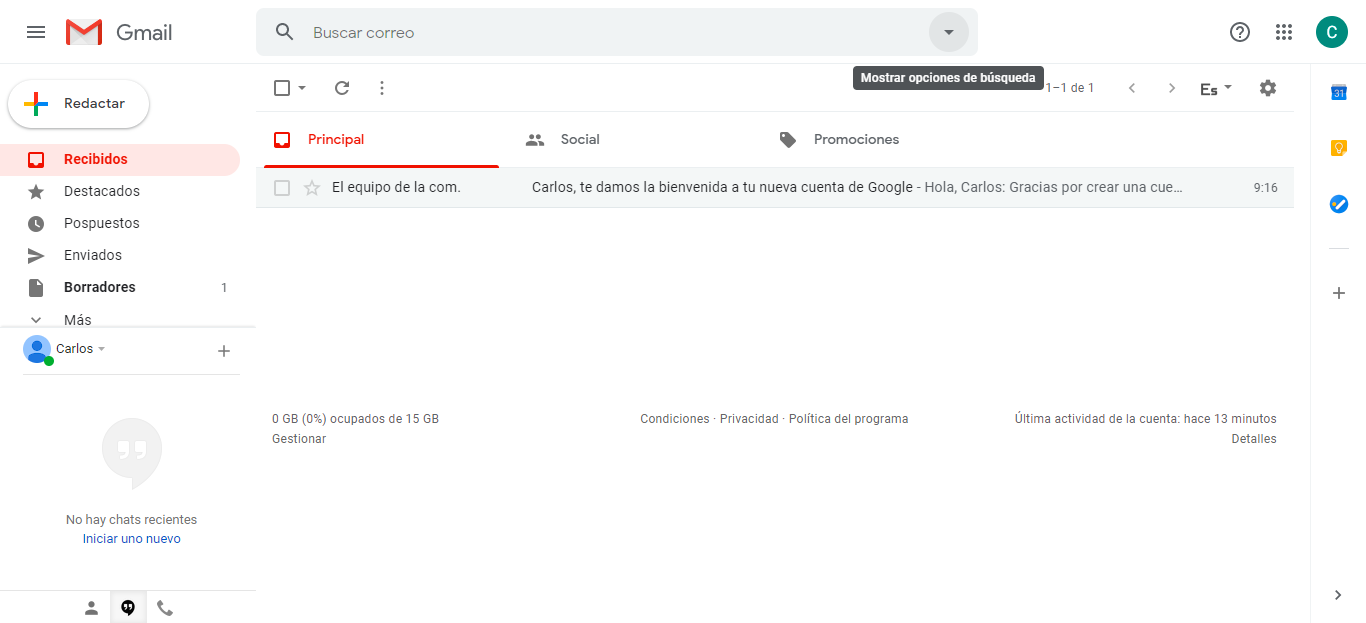 Gmail
Buscar correo
C
Mostrar opciones de búsqueda
1–1 de 1
Es
31
Redactar
Principal
Social
Promociones
Recibidos
El equipo de la com. Carlos, te damos la bienvenida a tu nueva cuenta de Google - Hola, Carlos: Gracias por crear una cue… 9:16
Destacados
Pospuestos
Enviados
Borradores 1
Más
Carlos
0 GB (0%) ocupados de 15 GB
Gestionar
Condiciones · Privacidad · Política del programa
Última actividad de la cuenta: hace 13 minutos
Detalles
No hay chats recientes
Iniciar uno nuevo